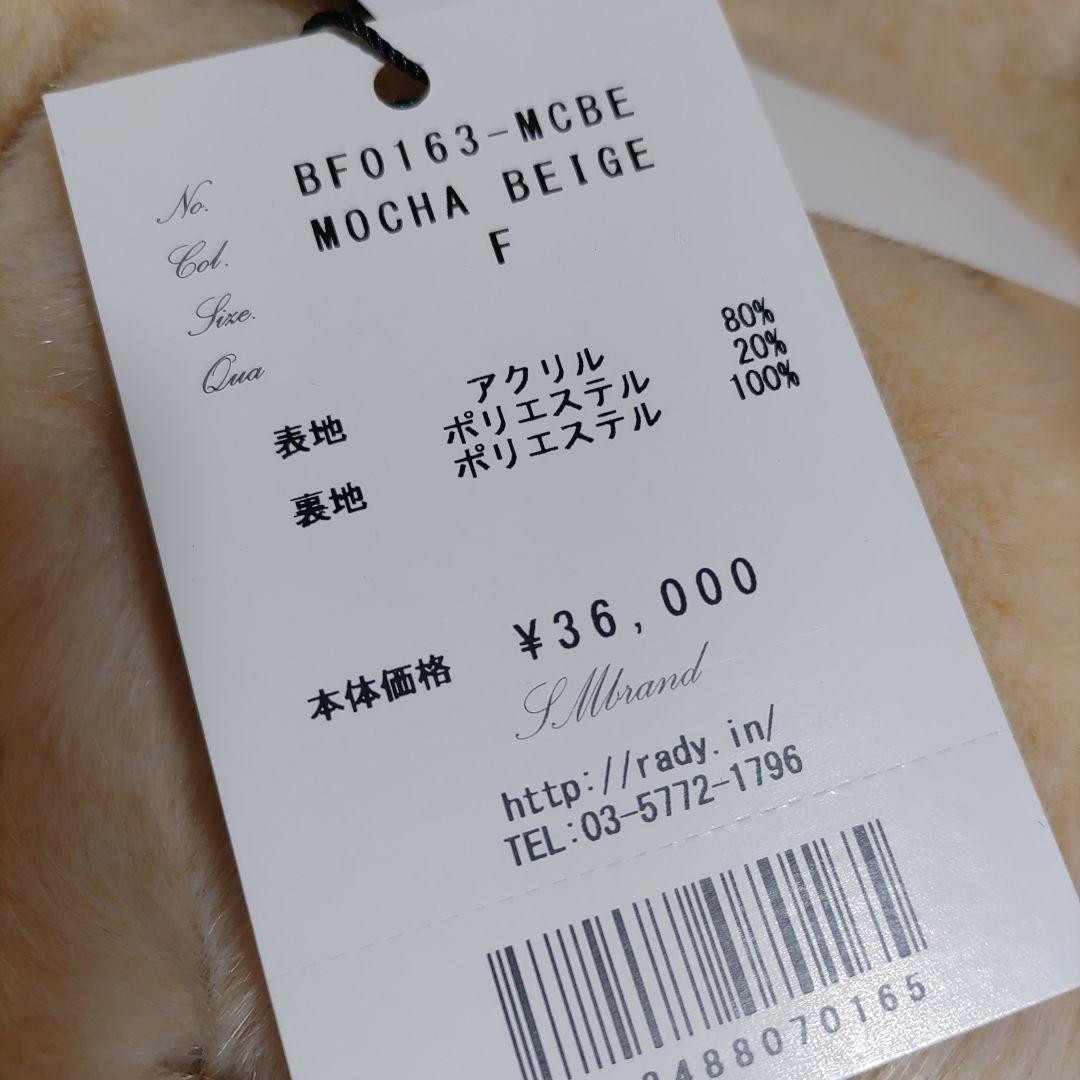 No. BF0163-MCBE
Col. MOCHA BEIGE
Size. F
Qua
表地 アクリル 80%
ポリエステル 20%
裏地 ポリエステル 100%
本体価格 ¥36,000
SMbrand
http://rady.in/
TEL:03-5772-1796
488070165